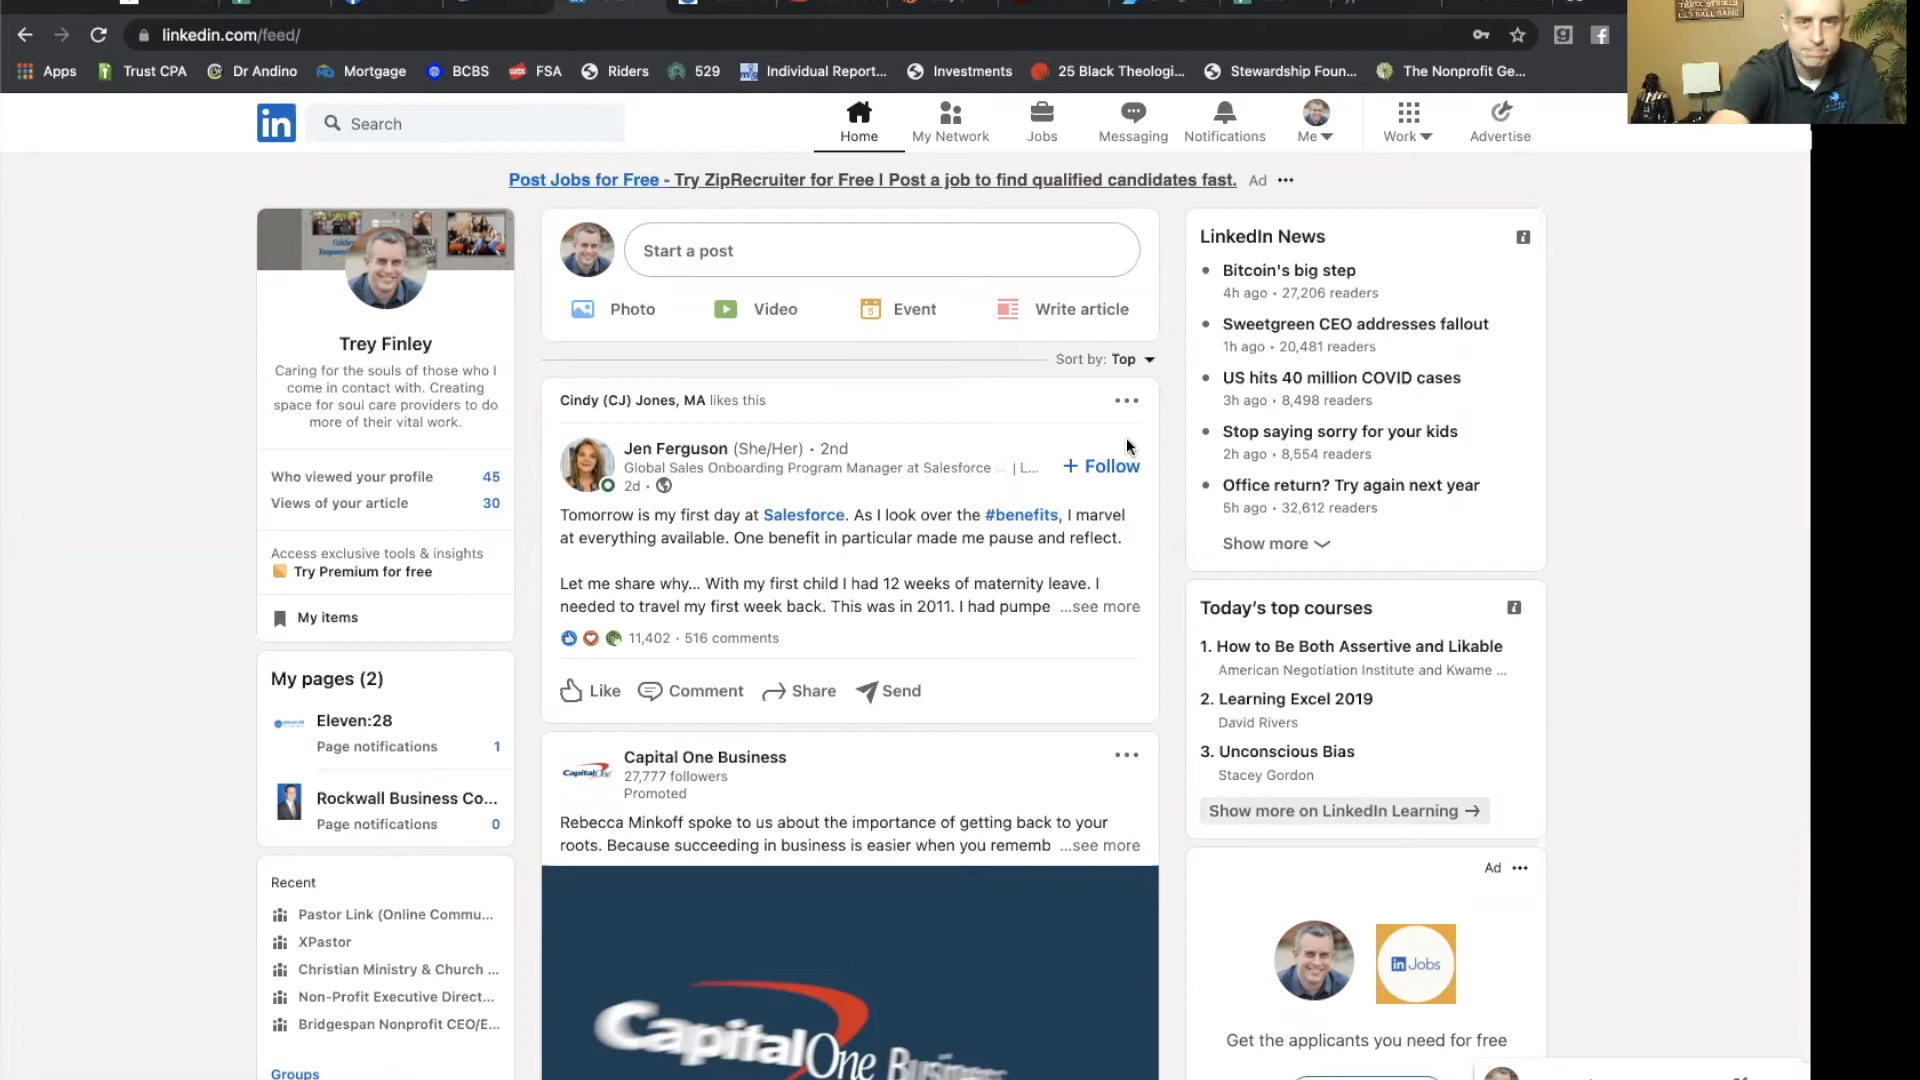 linkedin.com/feed/
Apps Trust CPA Dr Andino Mortgage BCBS FSA Riders 529 Individual Report... Investments 25 Black Theologi... Stewardship Foun... The Nonprofit Ge...
in Search
Home My Network Jobs Messaging Notifications Me Work Advertise
Post Jobs for Free - Try ZipRecruiter for Free | Post a job to find qualified candidates fast. Ad •••
Trey Finley
Caring for the souls of those who I
come in contact with. Creating
space for soul care providers to do
more of their vital work.
Who viewed your profile 45
Views of your article 30
Access exclusive tools & insights
Try Premium for free
My items
My pages (2)
Eleven:28
Page notifications 1
Rockwall Business Co...
Page notifications 0
Recent
Pastor Link (Online Commu...
XPastor
Christian Ministry & Church ...
Non-Profit Executive Direct...
Bridgespan Nonprofit CEO/E...
Groups
Start a post
Photo Video Event Write article
Sort by: Top
Cindy (CJ) Jones, MA likes this
Jen Ferguson (She/Her) • 2nd
Global Sales Onboarding Program Manager at Salesforce ... | L...
2d •
+ Follow
Tomorrow is my first day at Salesforce. As I look over the #benefits, I marvel
at everything available. One benefit in particular made me pause and reflect.
Let me share why... With my first child I had 12 weeks of maternity leave. I
needed to travel my first week back. This was in 2011. I had pumpe ...see more
11,402 · 516 comments
Like Comment Share Send
Capital One Business
CapitalOne
27,777 followers
Promoted
Rebecca Minkoff spoke to us about the importance of getting back to your
roots. Because succeeding in business is easier when you rememb ...see more
CapitalOne Business
LinkedIn News
Bitcoin's big step
4h ago • 27,206 readers
Sweetgreen CEO addresses fallout
1h ago • 20,481 readers
US hits 40 million COVID cases
3h ago • 8,498 readers
Stop saying sorry for your kids
2h ago • 8,554 readers
Office return? Try again next year
5h ago • 32,612 readers
Show more
Today's top courses
1. How to Be Both Assertive and Likable
American Negotiation Institute and Kwame ...
2. Learning Excel 2019
David Rivers
3. Unconscious Bias
Stacey Gordon
Show more on LinkedIn Learning →
Ad •••
in Jobs
Get the applicants you need for free